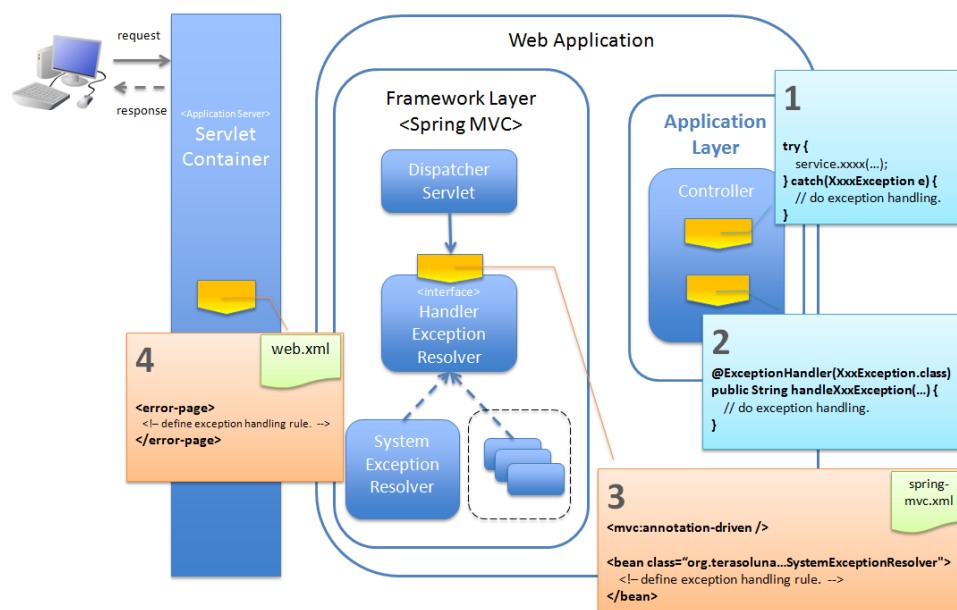 request
response
<Application Server>
Servlet
Container
Web Application
Framework Layer
<Spring MVC>
Dispatcher
Servlet
<interface>
Handler
Exception
Resolver
System
Exception
Resolver
Application
Layer
Controller
1
try {
service.xxxx(...);
} catch(XxxxException e) {
// do exception handling.
}
2
@ExceptionHandler(XxxException.class)
public String handleXxxException(...) {
// do exception handling.
}
3
spring-
mvc.xml
<mvc:annotation-driven />
<bean class=“org.terasoluna...SystemExceptionResolver">
<!– define exception handling rule. -->
</bean>
4
web.xml
<error-page>
<!– define exception handling rule. -->
</error-page>